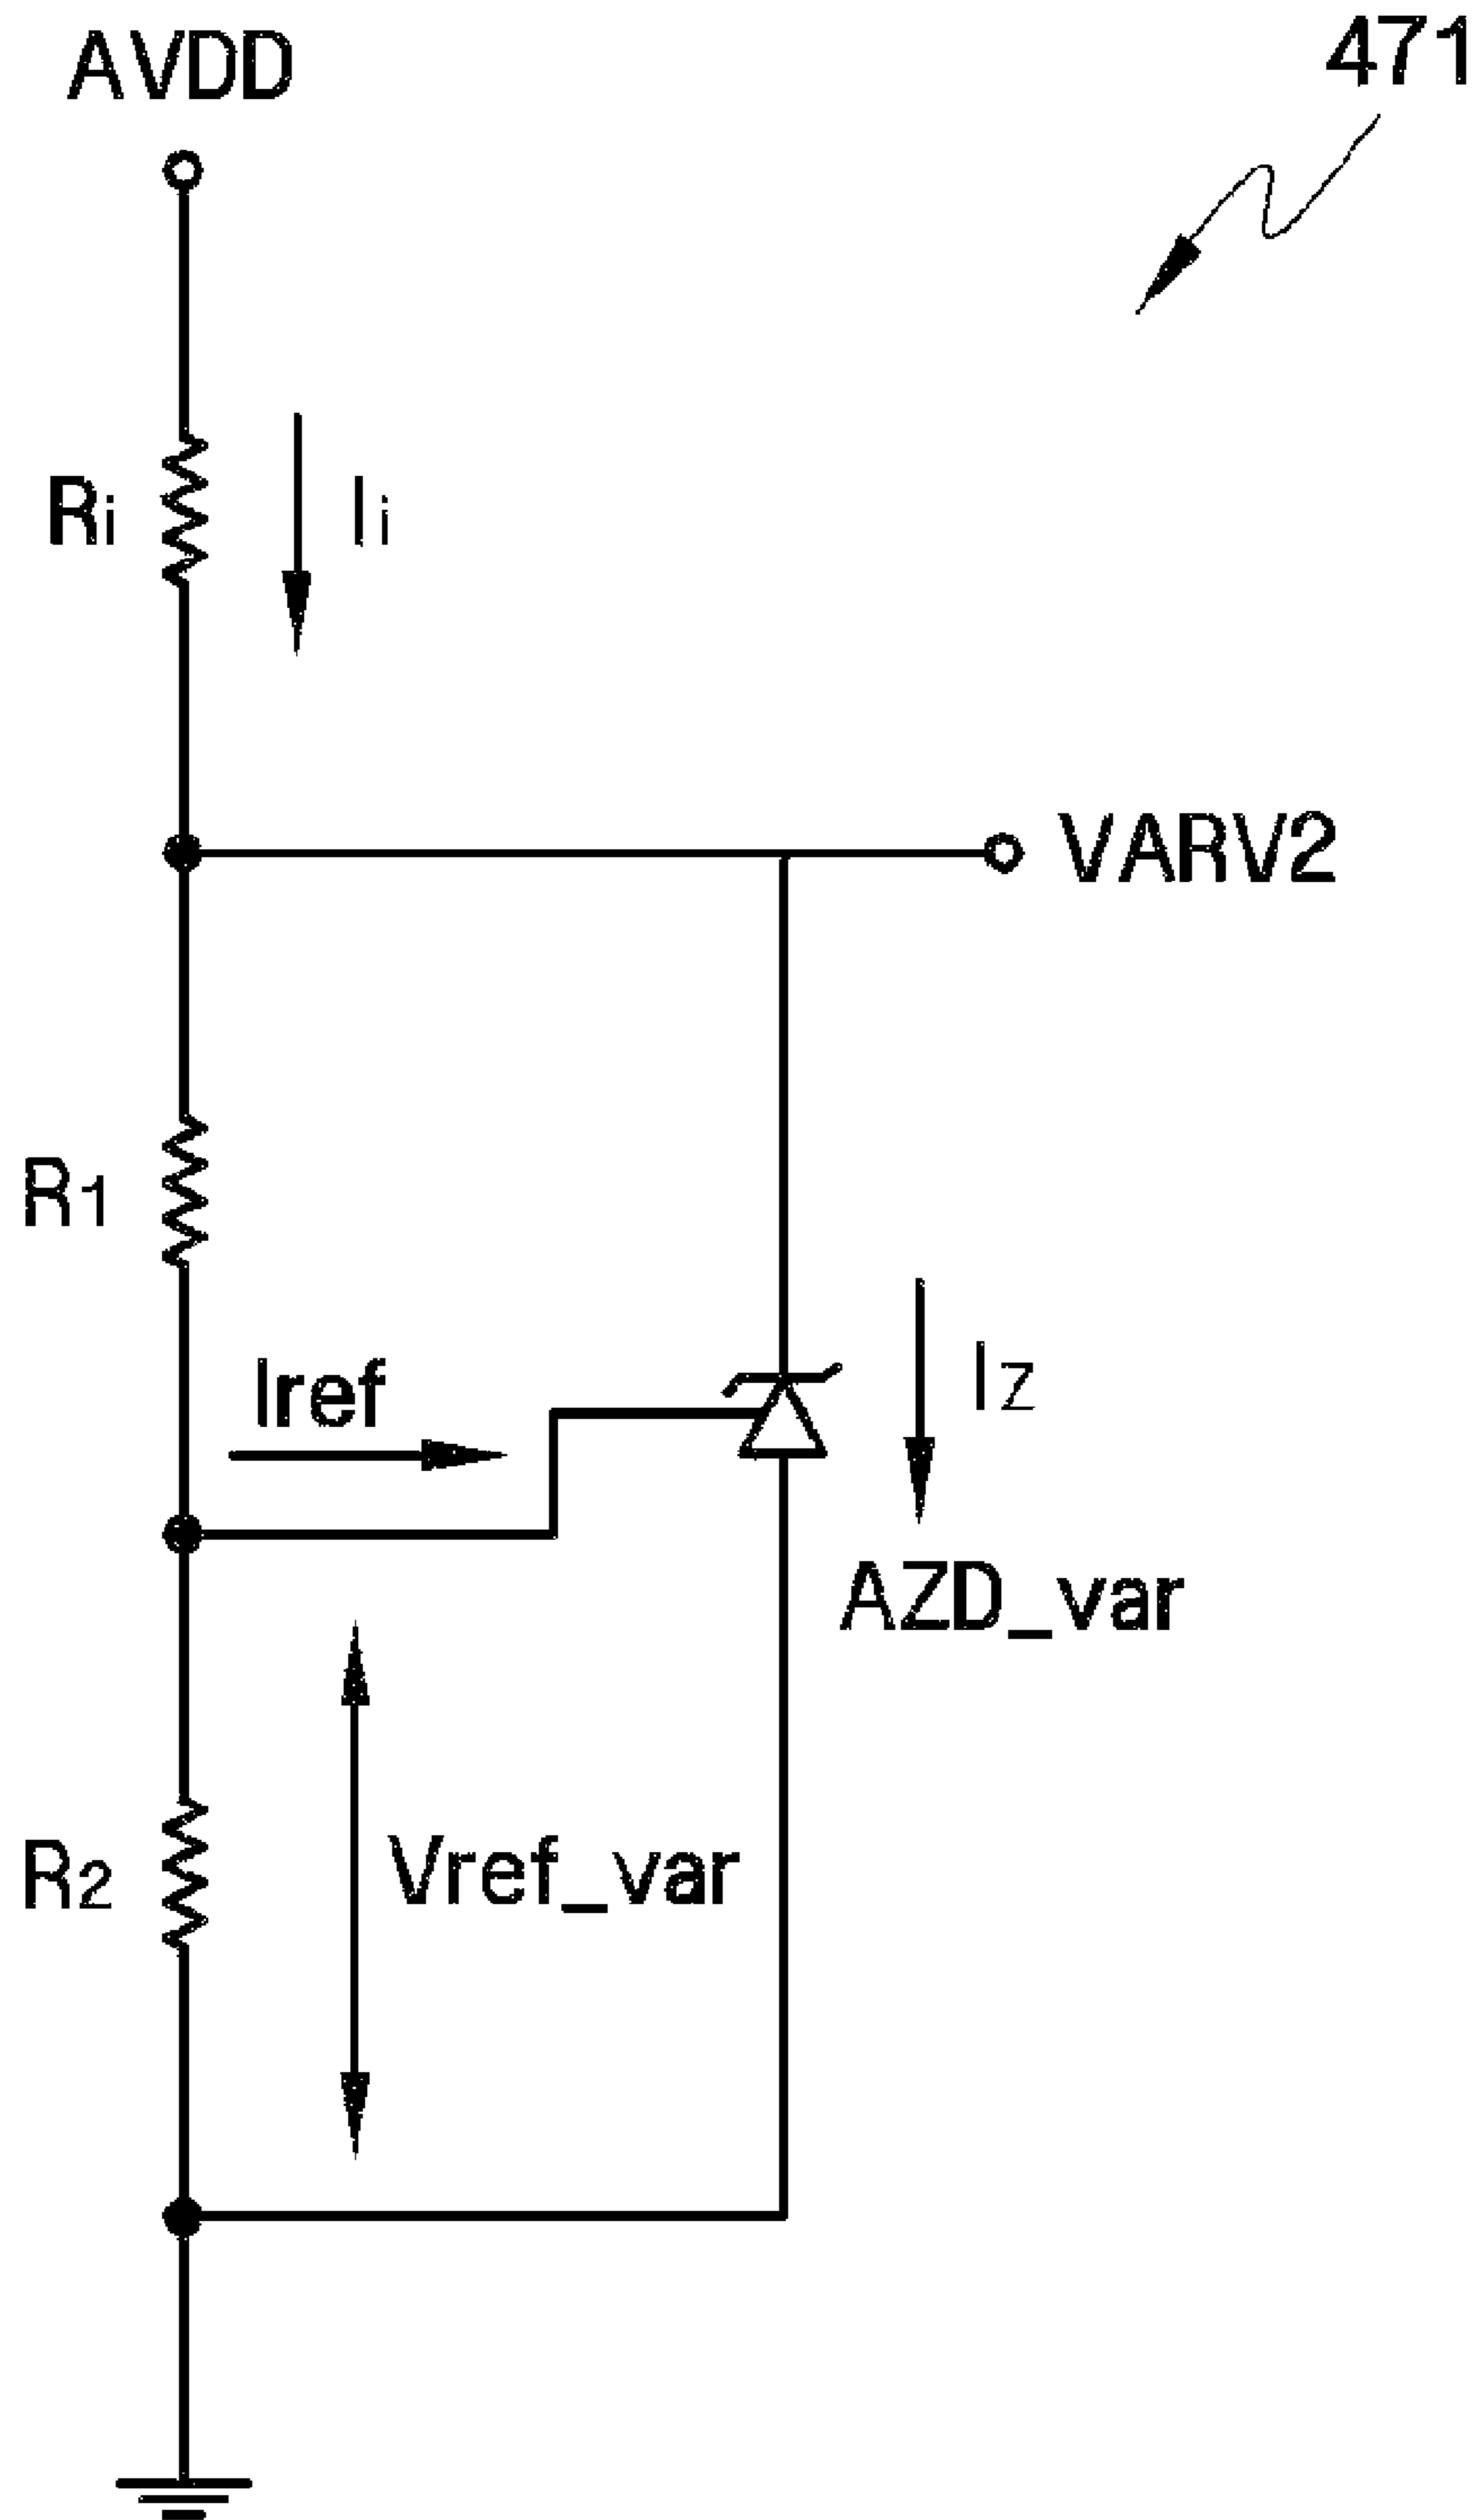 AVDD
471
Ri
Ii
VARV2
R1
Iref
Iz
AZD_var
R2
Vref_var